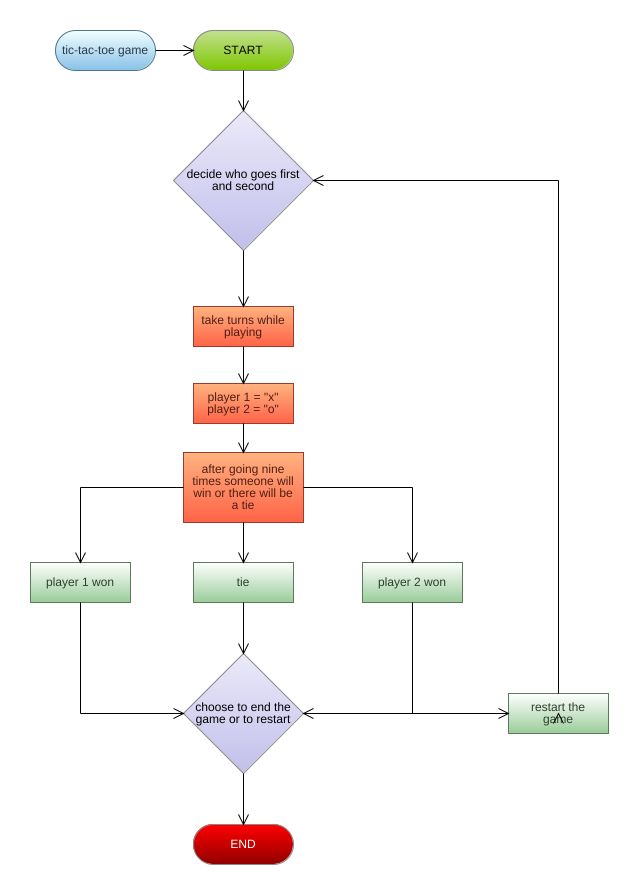 tic-tac-toe game
START
decide who goes first
and second
take turns while
playing
player 1 = "x"
player 2 = "o"
after going nine
times someone will
win or there will be
a tie
player 1 won
tie
player 2 won
choose to end the
game or to restart
restart the
game
END